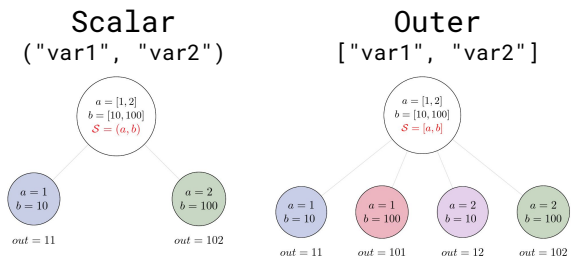 Scalar
("var1", "var2")
a = [1, 2]
b = [10, 100]
S = (a, b)
a = 1
b = 10
a = 2
b = 100
out = 11
out = 102
Outer
["var1", "var2"]
a = [1, 2]
b = [10, 100]
S = [a, b]
a = 1
b = 10
a = 1
b = 100
a = 2
b = 10
a = 2
b = 100
out = 11
out = 101
out = 12
out = 102